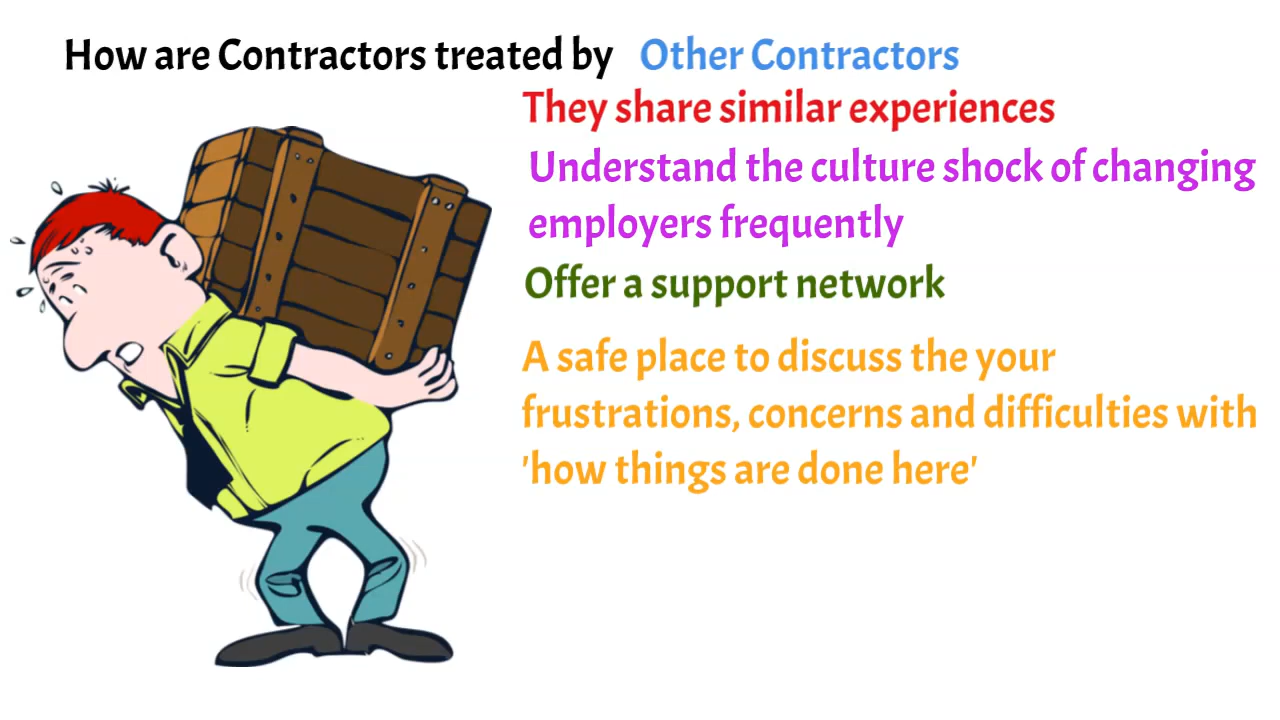 How are Contractors treated by Other Contractors
They share similar experiences
Understand the culture shock of changing
employers frequently
Offer a support network
A safe place to discuss the your
frustrations, concerns and difficulties with
'how things are done here'